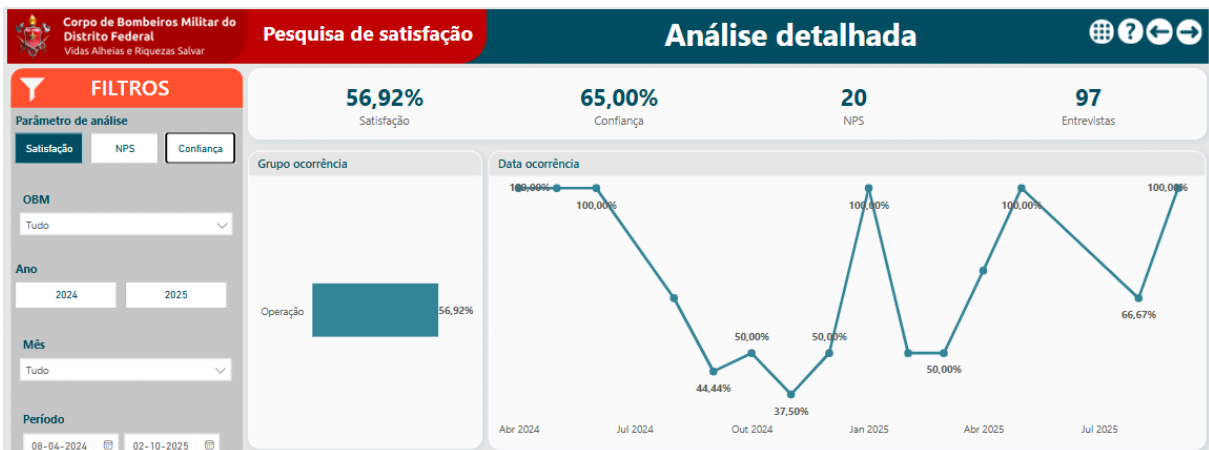 Corpo de Bombeiros Militar do
Distrito Federal
Vidas Alheias e Riquezas Salvar
Pesquisa de satisfação
Análise detalhada
?
FILTROS
Parâmetro de análise
Satisfação
NPS
Confiança
OBM
Tudo
Ano
2024
2025
Mês
Tudo
Período
08-04-2024
02-10-2025
56,92%
Satisfação
65,00%
Confiança
20
NPS
97
Entrevistas
Grupo ocorrência
Operação
56,92%
Data ocorrência
100,00%
100,00%
44,44%
50,00%
37,50%
50,00%
100,00%
50,00%
100,00%
66,67%
100,00%
Abr 2024
Jul 2024
Out 2024
Jan 2025
Abr 2025
Jul 2025